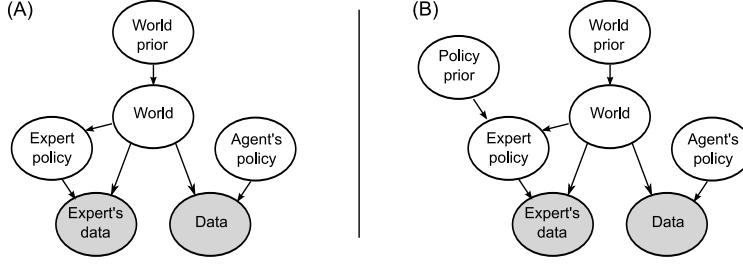 (A)
World
prior
World
Expert
policy
Agent's
policy
Expert's
data
Data
(B)
World
prior
Policy
prior
World
Expert
policy
Agent's
policy
Expert's
data
Data